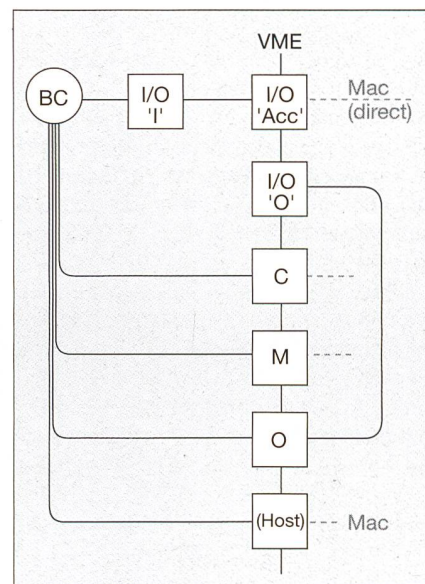 VME
BC
I/O
'I'
I/O
'Acc'
Mac
(direct)
I/O
'O'
C
M
O
(Host)
Mac